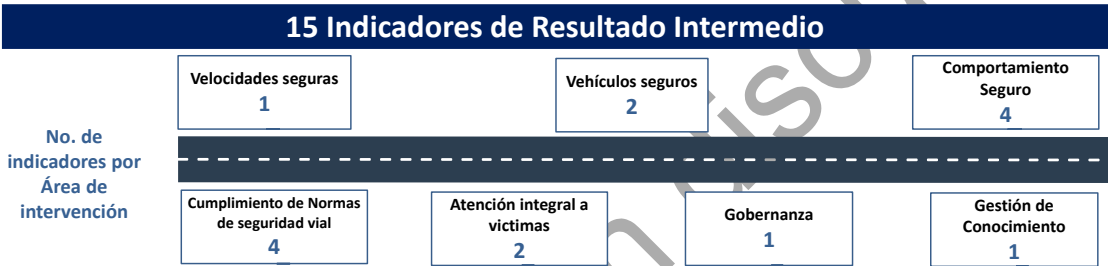 15 Indicadores de Resultado Intermedio
Velocidades seguras
1
Vehículos seguros
2
Comportamiento
Seguro
4
No. de
indicadores por
Área de
intervención
Cumplimiento de Normas
de seguridad vial
4
Atención integral a
victimas
2
Gobernanza
1
Gestión de
Conocimiento
1